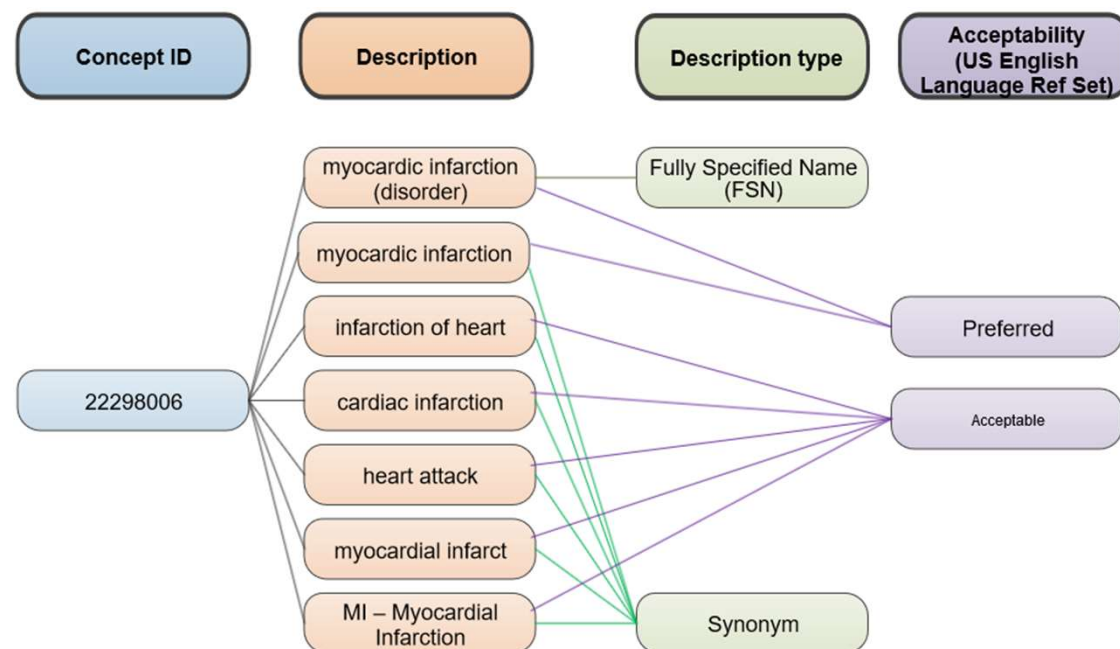 Concept ID
Description
Description type
Acceptability
(US English
Language Ref Set)
myocardic infarction
(disorder)
Fully Specified Name
(FSN)
myocardic infarction
infarction of heart
Preferred
22298006
cardiac infarction
Acceptable
heart attack
myocardial infarct
MI – Myocardial
Infarction
Synonym